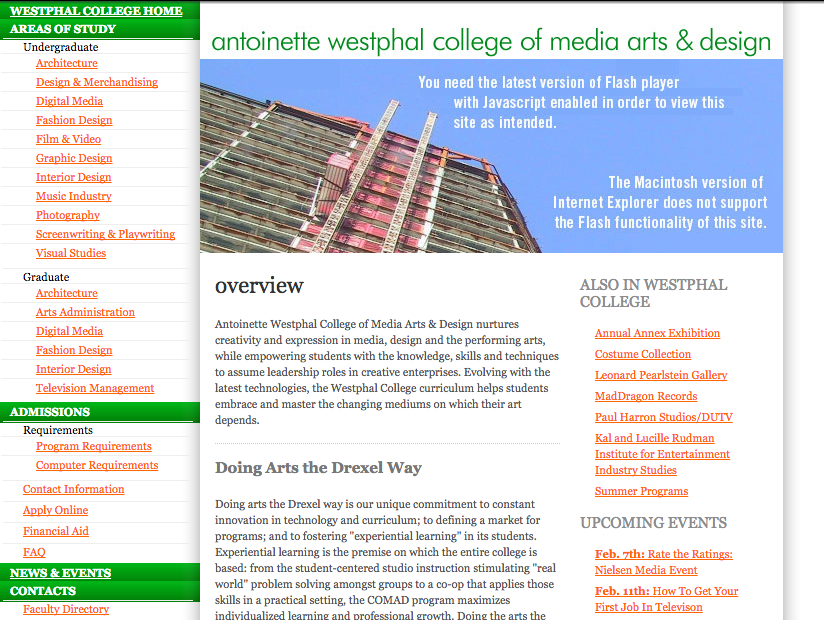 WESTPHAL COLLEGE HOME
AREAS OF STUDY
Undergraduate
Architecture
Design & Merchandising
Digital Media
Fashion Design
Film & Video
Graphic Design
Interior Design
Music Industry
Photography
Screenwriting & Playwriting
Visual Studies
Graduate
Architecture
Arts Administration
Digital Media
Fashion Design
Interior Design
Television Management
ADMISSIONS
Requirements
Program Requirements
Computer Requirements
Contact Information
Apply Online
Financial Aid
FAQ
NEWS & EVENTS
CONTACTS
Faculty Directory
antoinette westphal college of media arts & design
You need the latest version of Flash player
with Javascript enabled in order to view this
site as intended.
The Macintosh version of
Internet Explorer does not support
the Flash functionality of this site.
overview
Antoinette Westphal College of Media Arts & Design nurtures
creativity and expression in media, design and the performing arts,
while empowering students with the knowledge, skills and techniques
to assume leadership roles in creative enterprises. Evolving with the
latest technologies, the Westphal College curriculum helps students
embrace and master the changing mediums on which their art
depends.
Doing Arts the Drexel Way
Doing arts the Drexel way is our unique commitment to constant
innovation in technology and curriculum; to defining a market for
programs; and to fostering "experiential learning" in its students.
Experiential learning is the premise on which the entire college is
based: from the student-centered studio instruction stimulating "real
world" problem solving amongst groups to a co-op that applies those
skills in a practical setting, the COMAD program maximizes
individualized learning and professional growth. Doing the arts the
ALSO IN WESTPHAL
COLLEGE
Annual Annex Exhibition
Costume Collection
Leonard Pearlstein Gallery
MadDragon Records
Paul Harron Studios/DUTV
Kal and Lucille Rudman
Institute for Entertainment
Industry Studies
Summer Programs
UPCOMING EVENTS
Feb. 7th: Rate the Ratings:
Nielsen Media Event
Feb. 11th: How To Get Your
First Job In Televison